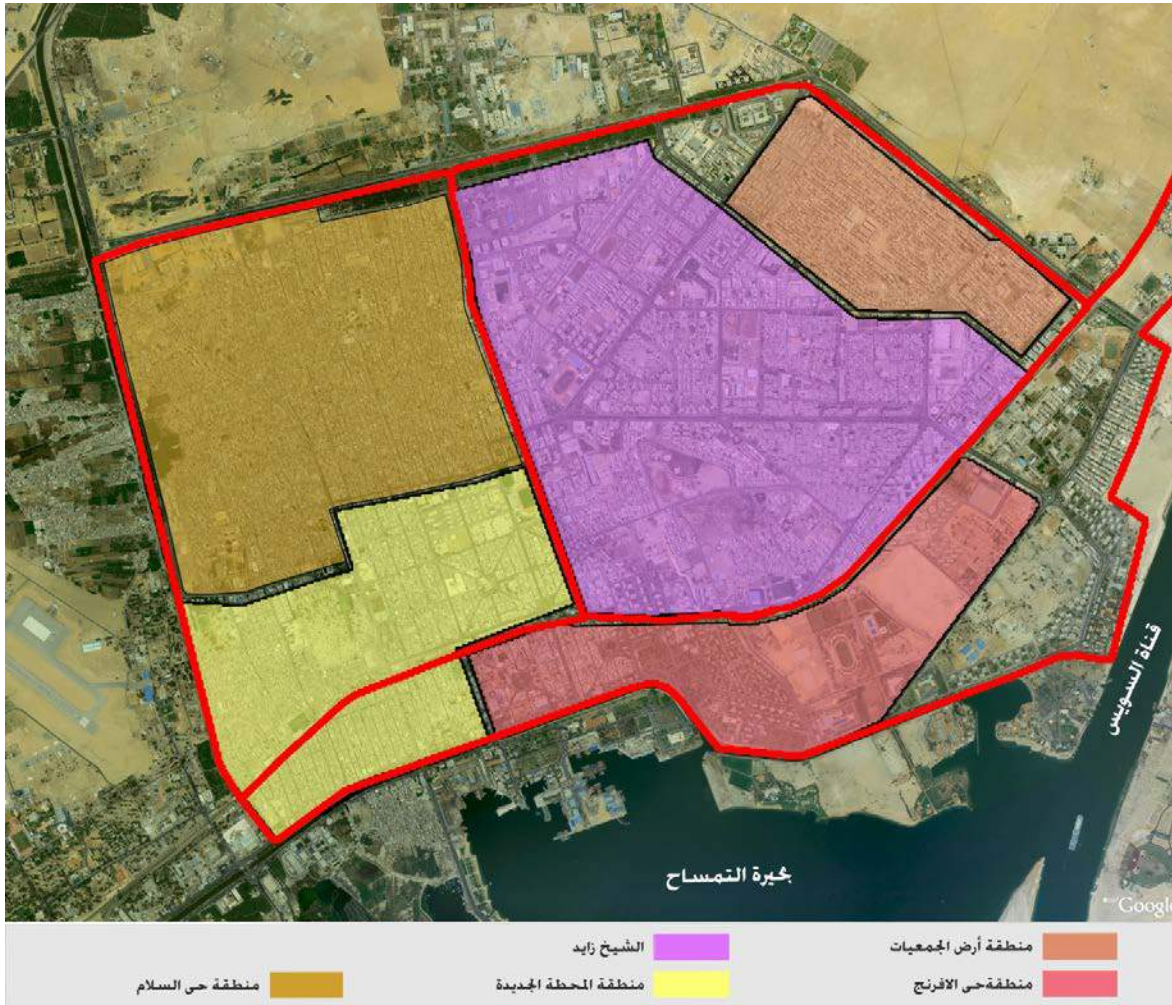 قناة السويس
بحيرة التمساح
Google
منطقة أرض الجمعيات
الشيخ زايد
منطقةحى الافرنج
منطقة المحطة الجديدة
منطقة حى السلام